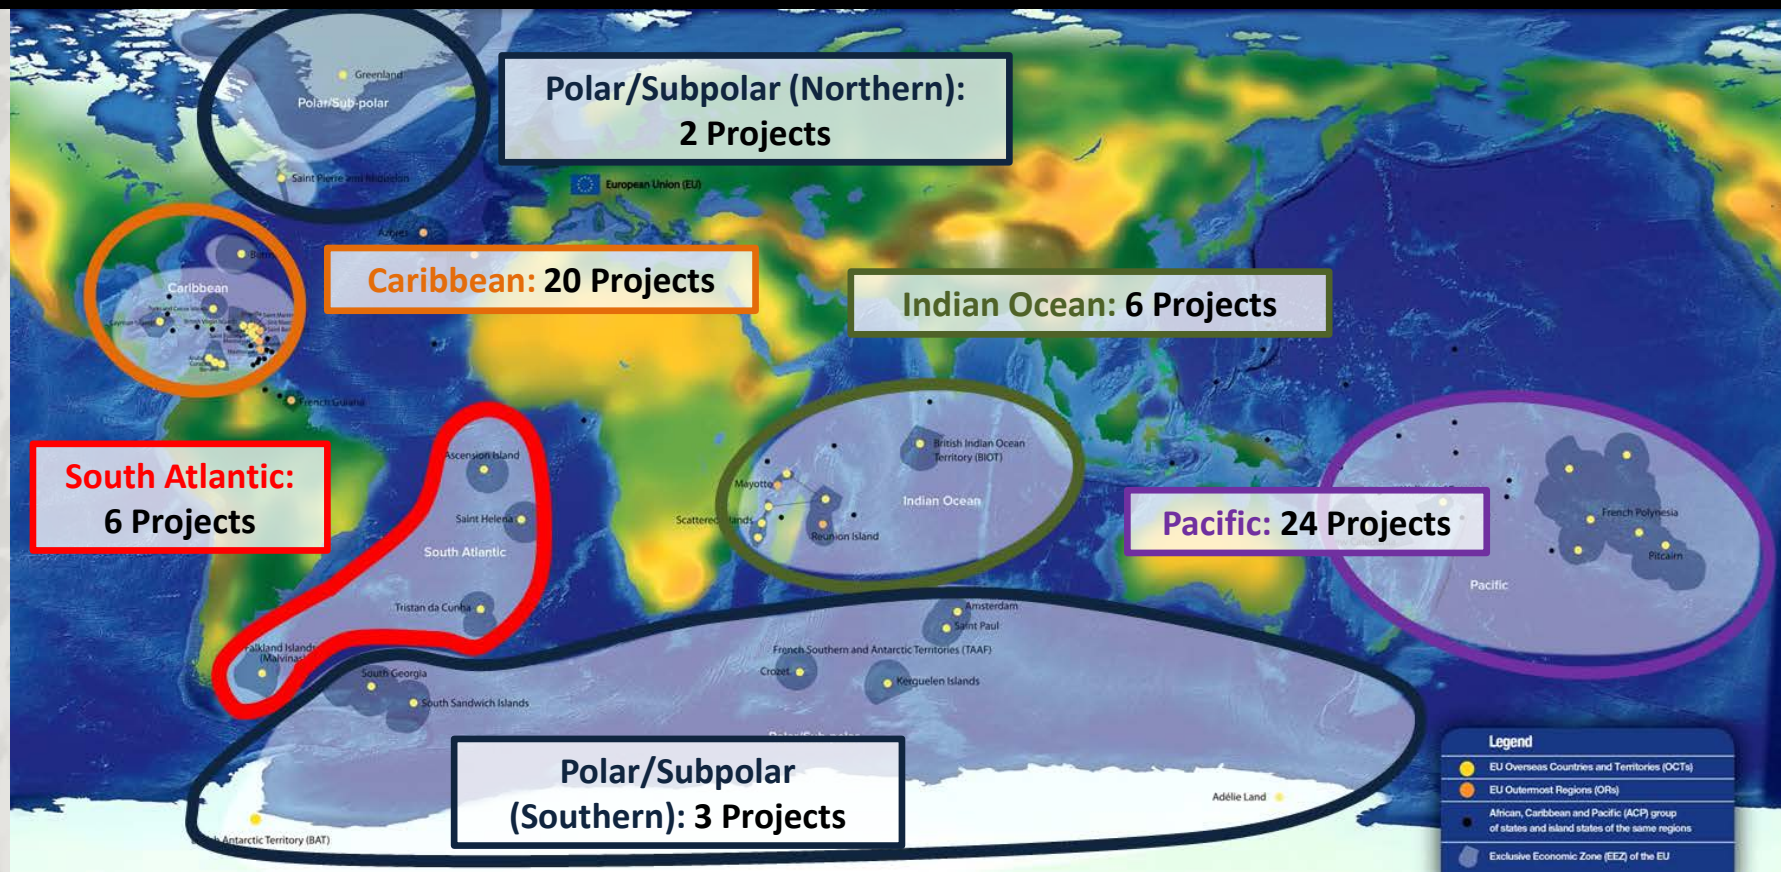 Greenland
Polar/Sub-polar
Polar/Subpolar (Northern):
2 Projects
Saint Pierre and Miquelon
European Union (EU)
Azores
Caribbean: 20 Projects
Caribbean
Indian Ocean: 6 Projects
French Guiana
South Atlantic:
6 Projects
Ascension Island
Saint Helena
South Atlantic
Tristan da Cunha
Falkland Islands
(Malvinas)
British Indian Ocean
Territory (BIOT)
Mayotte
Indian Ocean
Reunion Island
Pacific: 24 Projects
French Polynesia
Pitcairn
Pacific
Amsterdam
Saint Paul
French Southern and Antarctic Territories (TAAF)
Crozet
Kerguelen Islands
South Georgia
South Sandwich Islands
Polar/Subpolar
(Southern): 3 Projects
Adélie Land
Antarctic Territory (BAT)
Legend
EU Overseas Countries and Territories (OCTs)
EU Outermost Regions (ORs)
African, Caribbean and Pacific (ACP) group
of states and island states of the same regions
Exclusive Economic Zone (EEZ) of the EU